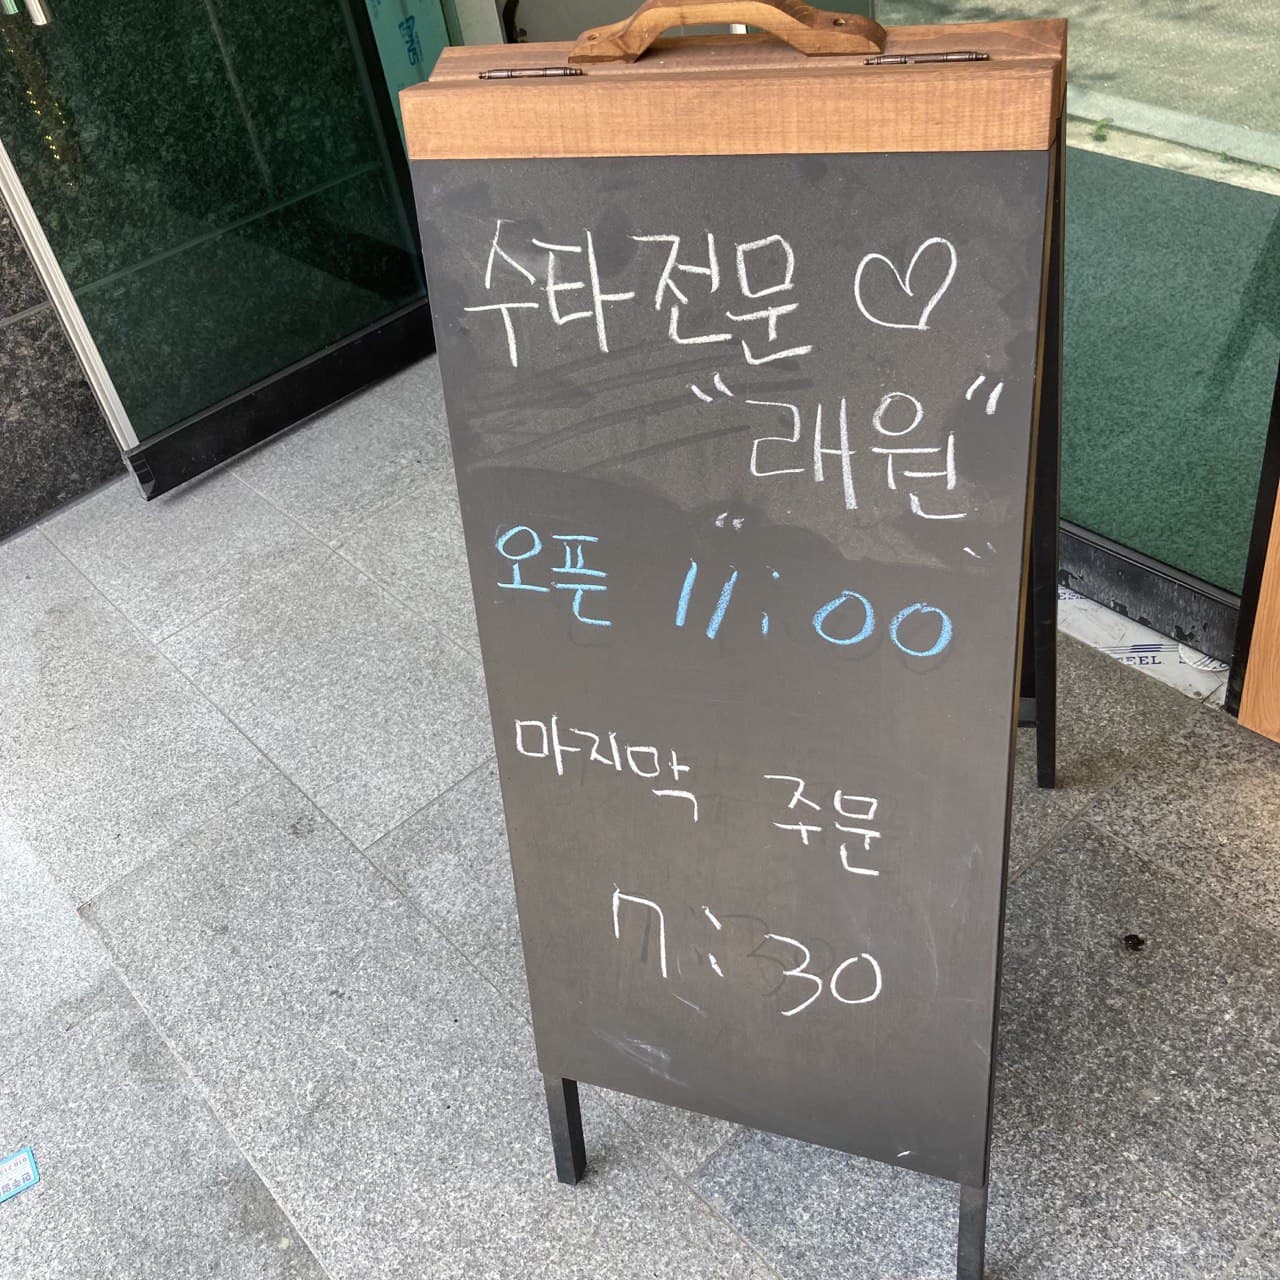 수타전문 ♡
"래원"
오픈 11:00
마지막 주문
7:30